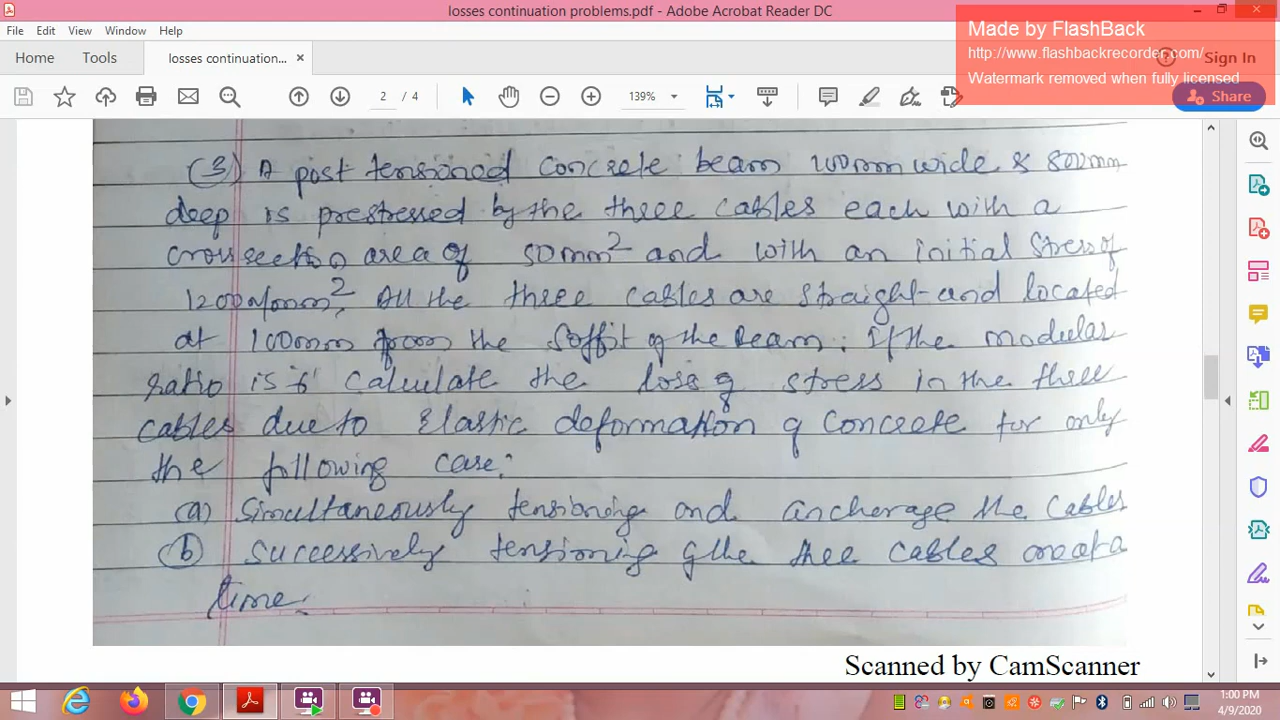 losses continuation problems.pdf - Adobe Acrobat Reader DC
Made by FlashBack
http://www.flashbackrecorder.com/
Watermark removed when fully licensed
File Edit View Window Help
Home Tools losses continuation... × Sign In
2 / 4 139% Share
(3) A post tensioned concrete beam 100mm wide & 300mm
deep is prestressed by the three cables each with a
cross section area of 50mm² and with an initial stress of
1200N/mm². All the three cables are straight and located
at 100mm from the soffit of the beam. If the modular
ratio is '6' calculate the loss of stress in the three
cables due to Elastic deformation of concrete for only
the following case:
(a) Simultaneously tensioning and ancherage the cables
(b) successively tensioning of the thee cables one at a
time.
Scanned by CamScanner
1:00 PM
4/9/2020